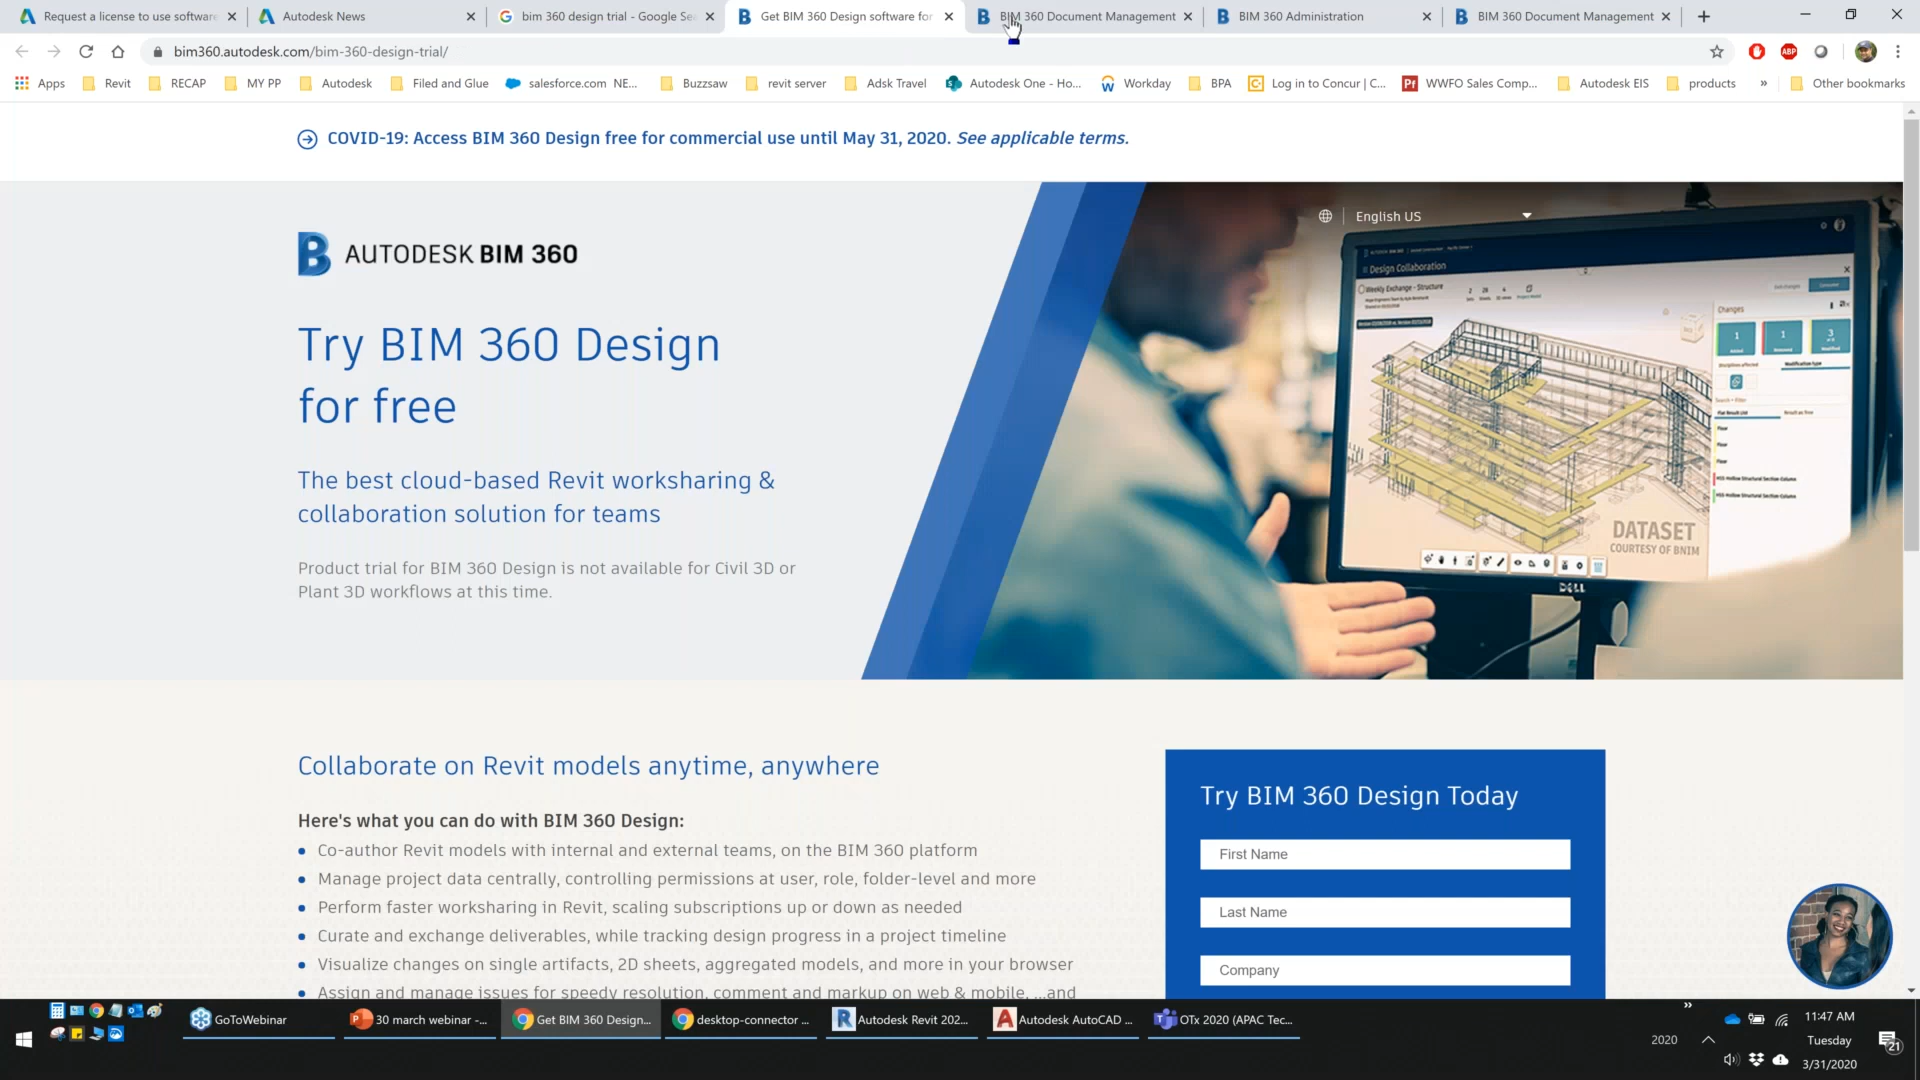 Request a license to use software
Autodesk News
bim 360 design trial - Google Se
Get BIM 360 Design software for
BIM 360 Document Management
BIM 360 Administration
BIM 360 Document Management
bim360.autodesk.com/bim-360-design-trial/
Apps
Revit
RECAP
MY PP
Autodesk
Filed and Glue
salesforce.com NE...
Buzzsaw
revit server
Adsk Travel
Autodesk One - Ho...
Workday
BPA
Log in to Concur | C...
WWFO Sales Comp...
Autodesk EIS
products
»
Other bookmarks
COVID-19: Access BIM 360 Design free for commercial use until May 31, 2020. See applicable terms.
English US
AUTODESK BIM 360
Try BIM 360 Design
for free
The best cloud-based Revit worksharing &
collaboration solution for teams
Product trial for BIM 360 Design is not available for Civil 3D or
Plant 3D workflows at this time.
Design Collaboration
Weekly Exchange - Structure
Changes
DATASET
COURTESY OF BNIM
DELL
Collaborate on Revit models anytime, anywhere
Here's what you can do with BIM 360 Design:
Co-author Revit models with internal and external teams, on the BIM 360 platform
Manage project data centrally, controlling permissions at user, role, folder-level and more
Perform faster worksharing in Revit, scaling subscriptions up or down as needed
Curate and exchange deliverables, while tracking design progress in a project timeline
Visualize changes on single artifacts, 2D sheets, aggregated models, and more in your browser
Assign and manage issues for speedy resolution, comment and markup on web & mobile, ...and
Try BIM 360 Design Today
First Name
Last Name
Company
GoToWebinar
30 march webinar -...
Get BIM 360 Design...
desktop-connector ...
Autodesk Revit 202...
Autodesk AutoCAD ...
OTx 2020 (APAC Tec...
»
2020
11:47 AM
Tuesday
3/31/2020
21